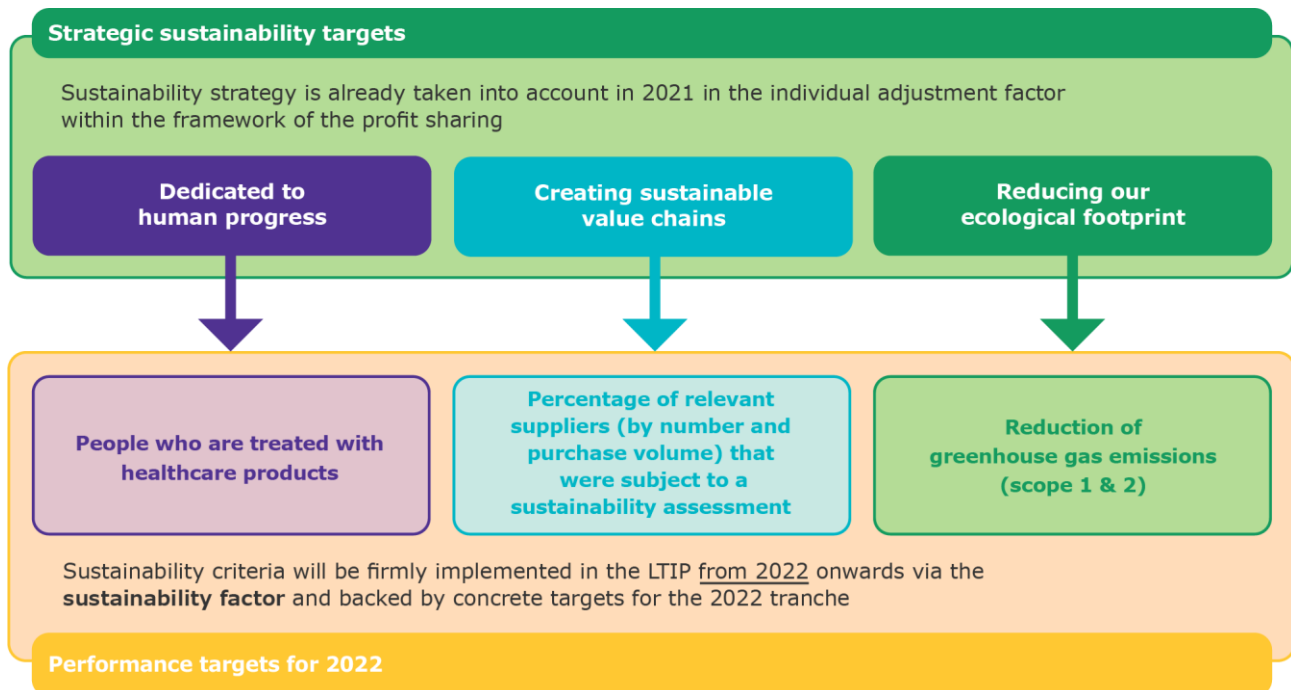 Strategic sustainability targets
Sustainability strategy is already taken into account in 2021 in the individual adjustment factor
within the framework of the profit sharing
Dedicated to
human progress
Creating sustainable
value chains
Reducing our
ecological footprint
People who are treated with
healthcare products
Percentage of relevant
suppliers (by number and
purchase volume) that
were subject to a
sustainability assessment
Reduction of
greenhouse gas emissions
(scope 1 & 2)
Sustainability criteria will be firmly implemented in the LTIP from 2022 onwards via the
sustainability factor and backed by concrete targets for the 2022 tranche
Performance targets for 2022